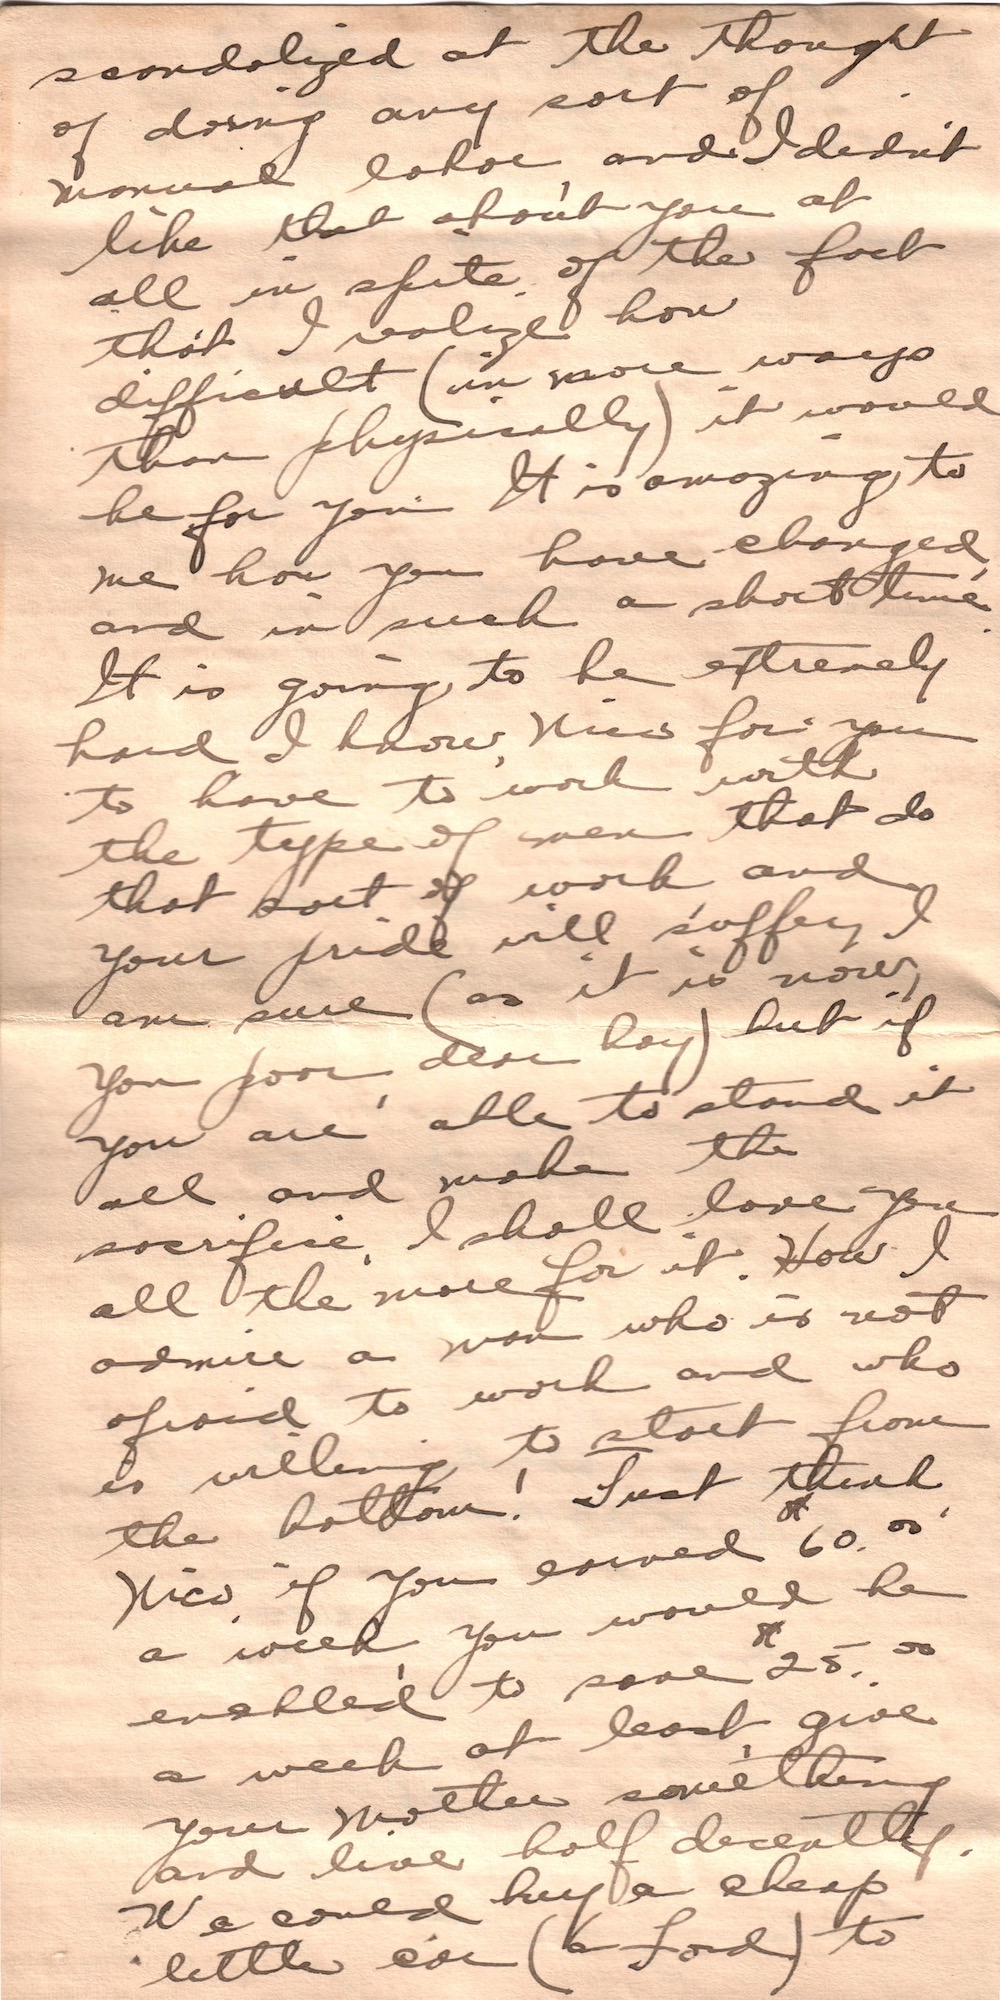 scandalized at the thought
of doing any sort of
manual labor and I didn't
like that about you at
all in spite of the fact
that I realize how
difficult (in more ways
than physically) it would
be for you. It is amazing to
me how you have changed,
and in such a short time.
It is going to be extremely
hard I know, Nico for you
to have to work with
the type of men that do
that sort of work and
your pride will suffer, I
am sure (as it is now,
you poor dear boy) but if
you are able to stand it
all and make the
sacrifice, I shall love you
all the more for it. How I
admire a man who is not
afraid to work and who
is willing to start from
the bottom! Just think
Nico, if you earned $60.00
a week, you would be
enabled to save $25.00
a week at least, give
your Mother something
and live half decently.
We could buy a cheap
little car (a Ford) to